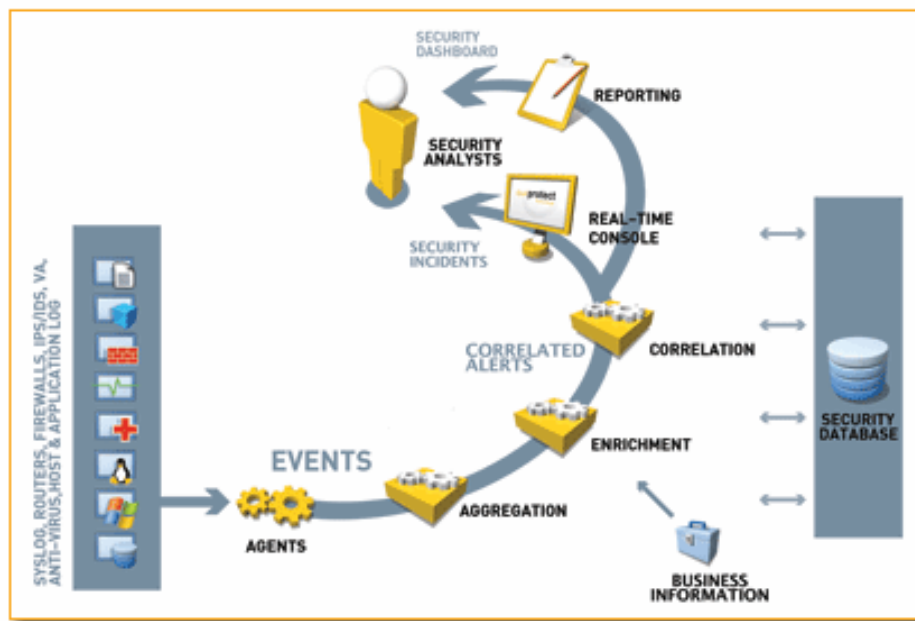 SECURITY
DASHBOARD
REPORTING
SECURITY
ANALYSTS
protect
REAL-TIME
CONSOLE
SECURITY
INCIDENTS
SYSLOG, ROUTERS, FIREWALLS, IPS/IDS, VA,
ANTI-VIRUS,HOST & APPLICATION LOG
CORRELATED
ALERTS
CORRELATION
SECURITY
DATABASE
ENRICHMENT
EVENTS
AGGREGATION
AGENTS
BUSINESS
INFORMATION